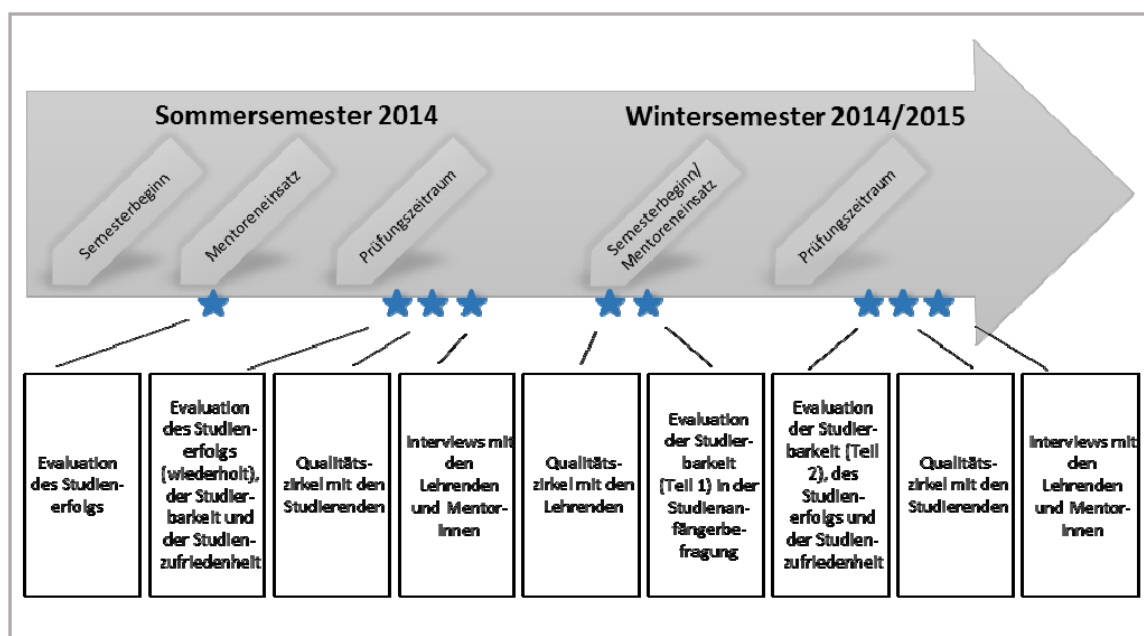 Sommersemester 2014
Wintersemester 2014/2015
Semesterbeginn
Mentoreneinsatz
Prüfungszeitraum
Semesterbeginn/
Mentoreneinsatz
Prüfungszeitraum
Evaluation
des Studien-
erfolgs
Evaluation
des Studien-
erfolgs
(wiederholt),
der Studier-
barkeit und
der Studien-
zufriedenheit
Qualitäts-
zirkel mit den
Studierenden
Interviews mit
den
Lehrenden
und Mentor-
Innen
Qualitäts-
zirkel mit den
Lehrenden
Evaluation
der Studier-
barkeit
(Teil 1) in der
Studienan-
fängerbe-
fragung
Evaluation
der Studier-
barkeit (Teil
2), des
Studien-
erfolgs und
der Studien-
zufriedenheit
Qualitäts-
zirkel mit den
Studierenden
Interviews mit
den
Lehrenden
und Mentor-
Innen